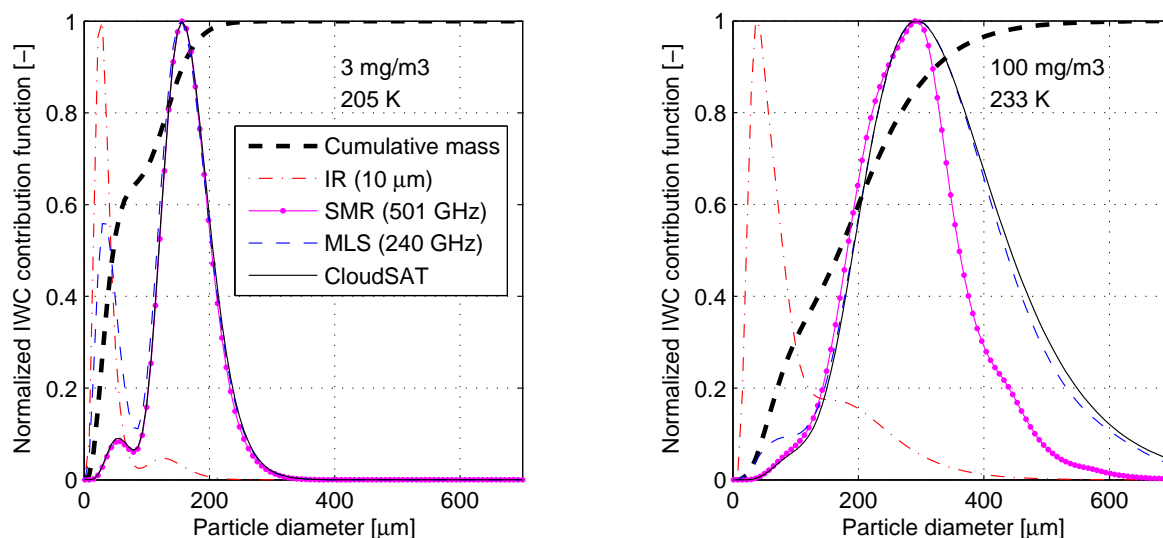 1
0.8
0.6
0.4
0.2
0
0 200 400 600
Normalized IWC contribution function [−]
Particle diameter [μm]
3 mg/m3
205 K
Cumulative mass
IR (10 μm)
SMR (501 GHz)
MLS (240 GHz)
CloudSAT
1
0.8
0.6
0.4
0.2
0
0 200 400 600
Normalized IWC contribution function [−]
Particle diameter [μm]
100 mg/m3
233 K